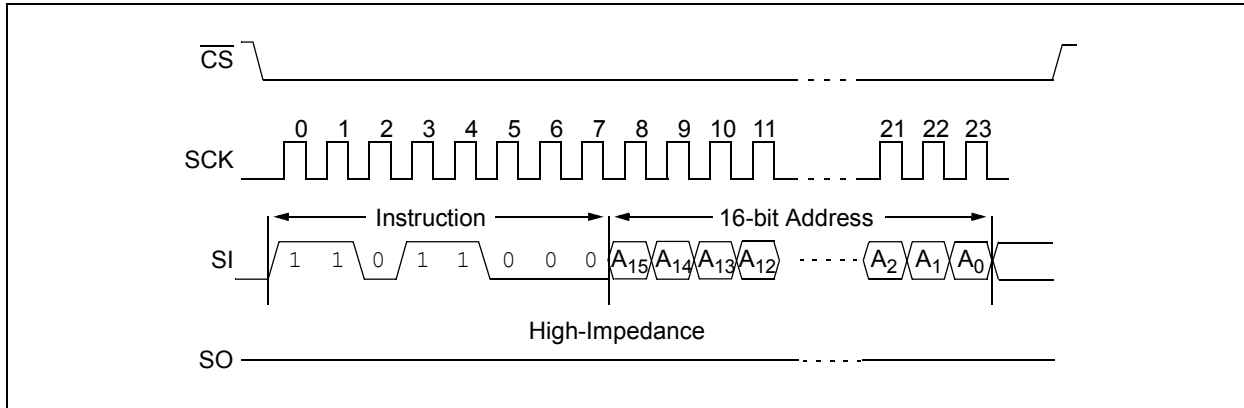 CS
0 1 2 3 4 5 6 7 8 9 10 11 21 22 23
SCK
Instruction 16-bit Address
SI 1 1 0 1 1 0 0 0 A15 A14 A13 A12 A2 A1 A0
High-Impedance
SO